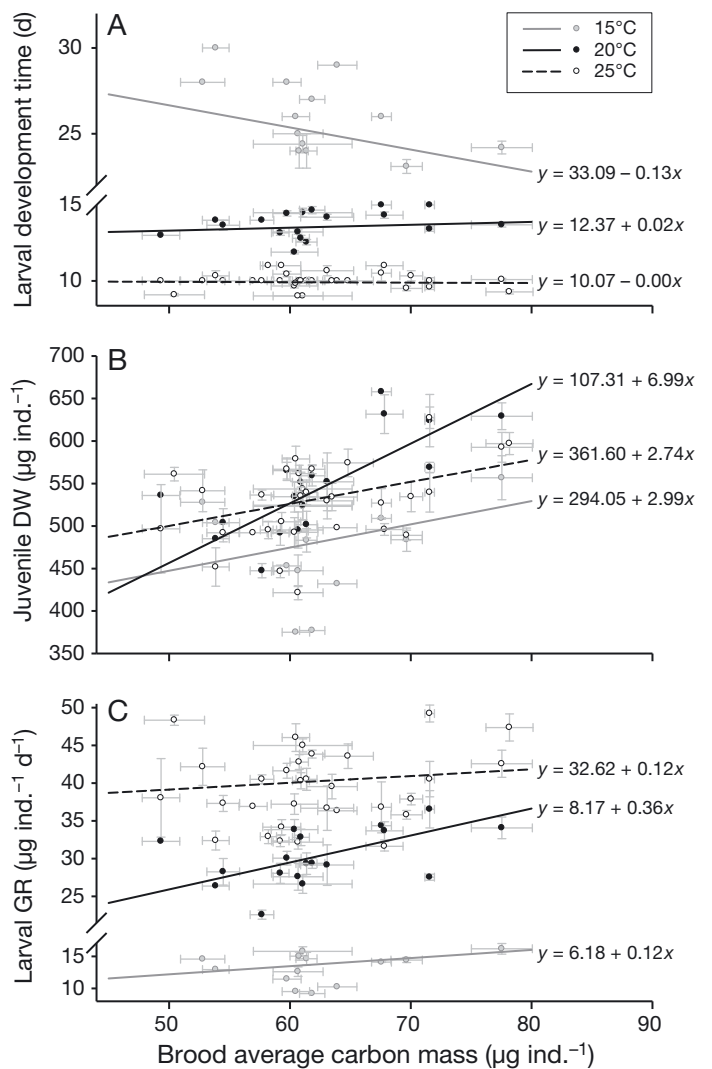 A
15°C
20°C
25°C
Larval development time (d)
30
25
15
10
y = 33.09 – 0.13x
y = 12.37 + 0.02x
y = 10.07 – 0.00x
B
Juvenile DW (µg ind.⁻¹)
700
650
600
550
500
450
400
350
y = 107.31 + 6.99x
y = 361.60 + 2.74x
y = 294.05 + 2.99x
C
Larval GR (µg ind.⁻¹ d⁻¹)
50
45
40
35
30
25
15
10
y = 32.62 + 0.12x
y = 8.17 + 0.36x
y = 6.18 + 0.12x
50 60 70 80 90
Brood average carbon mass (µg ind.⁻¹)